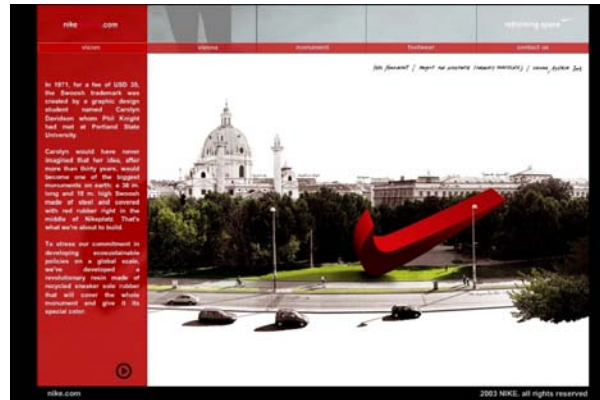 nike .com
rethinking space
vision
vienna
monument
footwear
contact us
In 1971, for a fee of USD 35,
the Swoosh trademark was
created by a graphic design
student named Carolyn
Davidson whom Phil Knight
had met at Portland State
University.
Carolyn would have never
imagined that her idea, after
more than thirty years, would
become one of the biggest
monuments on earth: a 36 m.
long and 18 m. high Swoosh
made of steel and covered
with red rubber right in the
middle of Nikeplatz. That's
what we're about to build.
To stress our commitment in
developing ecosustainable
policies on a global scale,
we've developed a
revolutionary resin made of
recycled sneaker sole rubber
that will cover the whole
monument and give it its
special color.
nike.com
2003 NIKE. all rights reserved